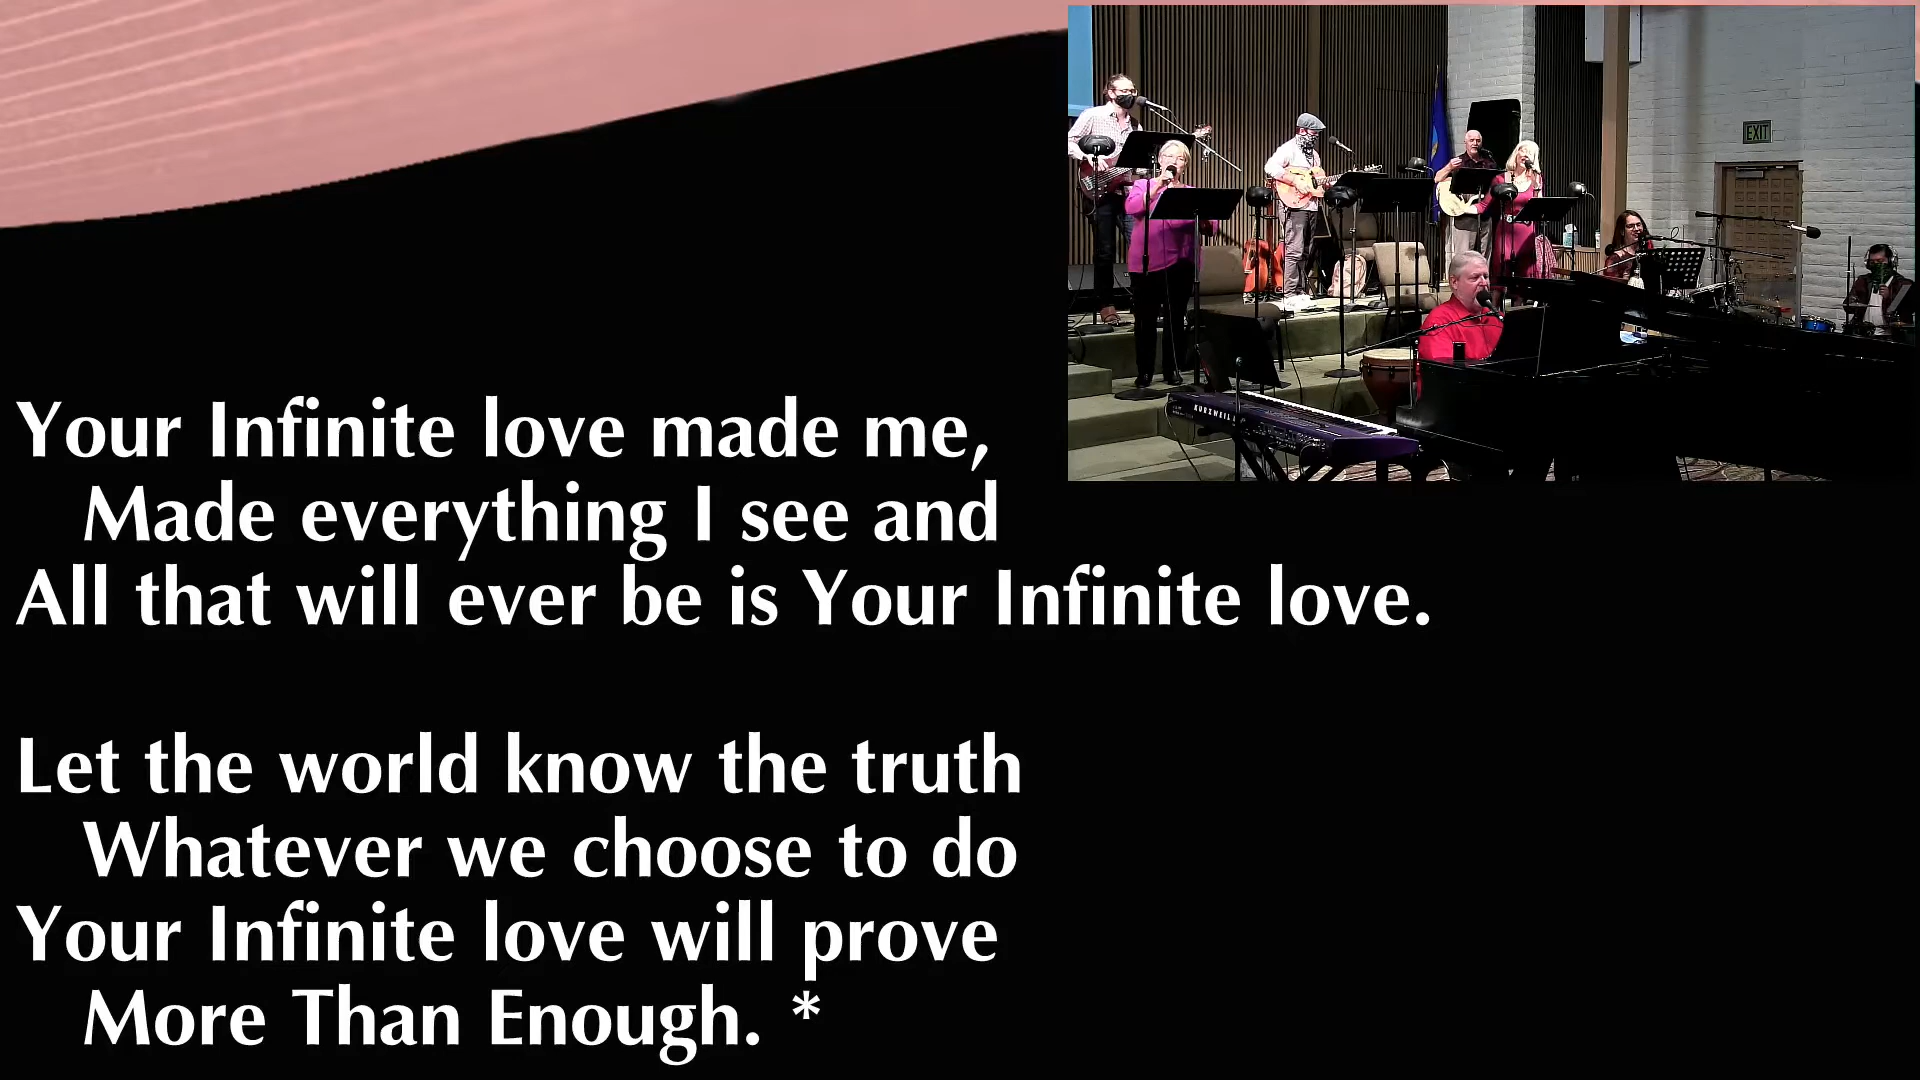 EXIT
KURZWEIL
Your Infinite love made me,
Made everything I see and
All that will ever be is Your Infinite love.
Let the world know the truth
Whatever we choose to do
Your Infinite love will prove
More Than Enough. *